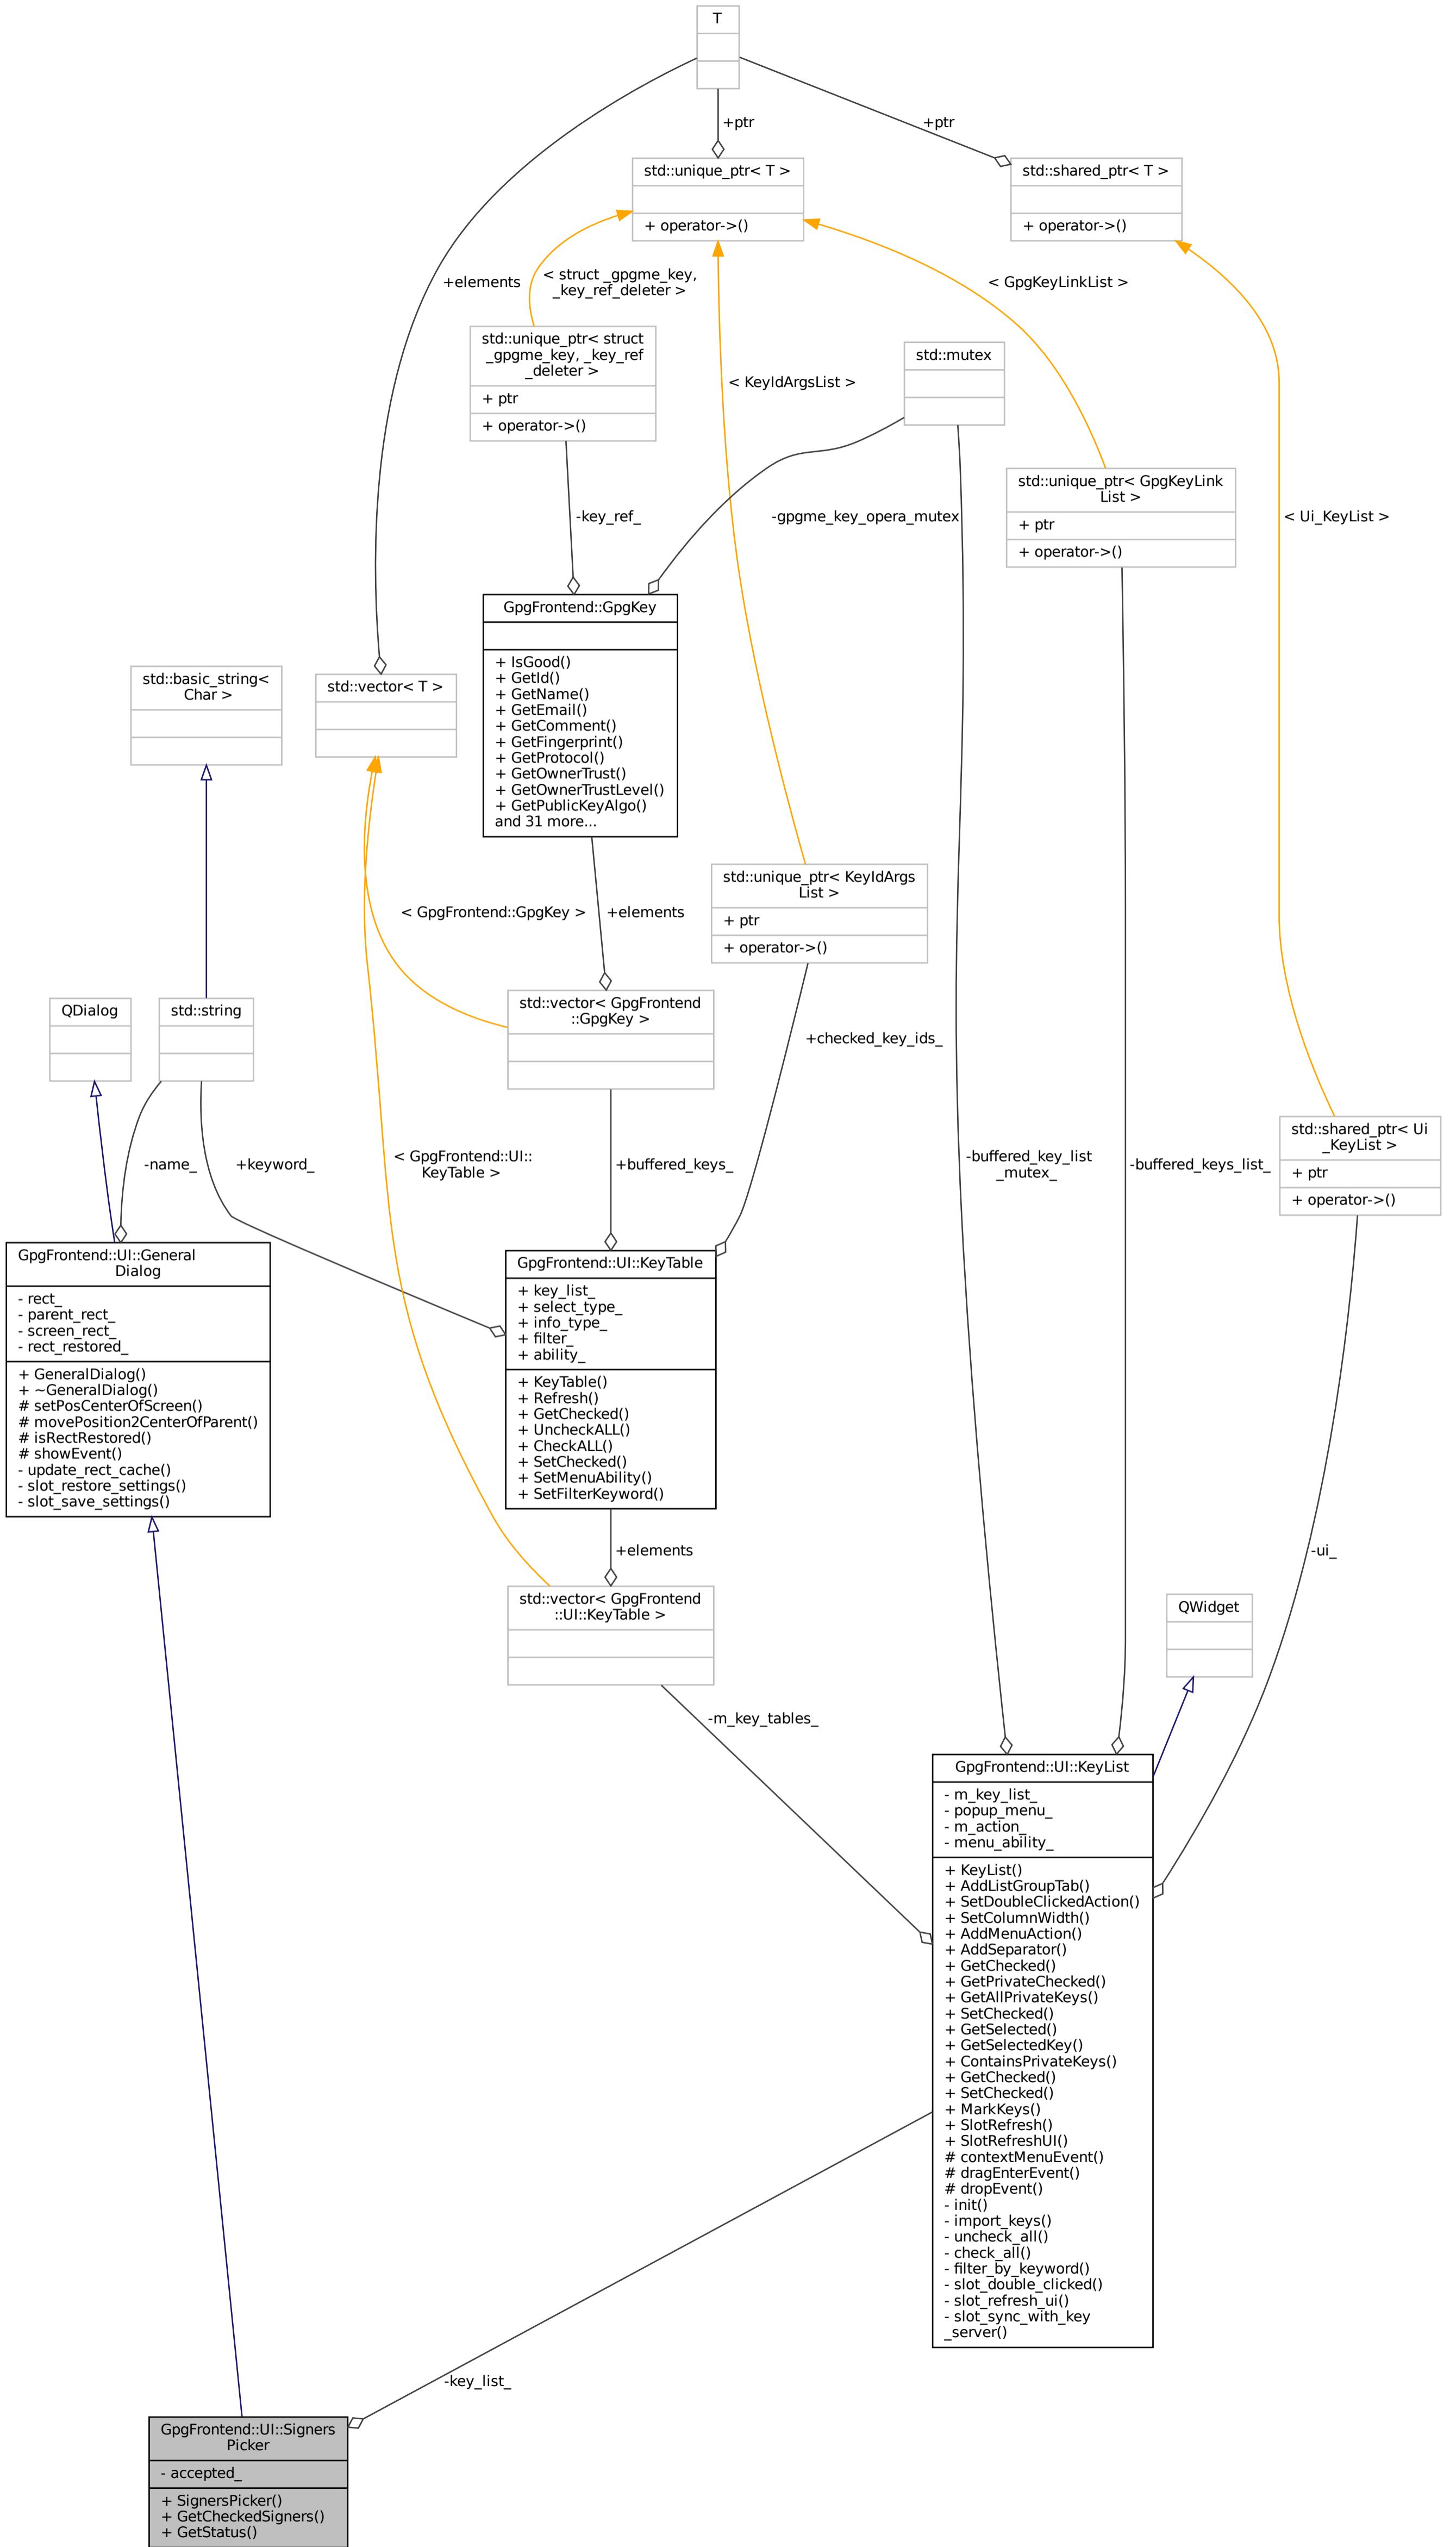 T
+ptr
+ptr
std::unique_ptr< T >
+ operator->()
std::shared_ptr< T >
+ operator->()
+elements
< struct _gpgme_key,
_key_ref_deleter >
< GpgKeyLinkList >
std::unique_ptr< struct
_gpgme_key, _key_ref
_deleter >
+ ptr
+ operator->()
std::mutex
< KeyIdArgsList >
std::unique_ptr< GpgKeyLink
List >
+ ptr
+ operator->()
-key_ref_
-gpgme_key_opera_mutex
< Ui_KeyList >
GpgFrontend::GpgKey
+ IsGood()
+ GetId()
+ GetName()
+ GetEmail()
+ GetComment()
+ GetFingerprint()
+ GetProtocol()
+ GetOwnerTrust()
+ GetOwnerTrustLevel()
+ GetPublicKeyAlgo()
and 31 more...
std::basic_string<
Char >
std::vector< T >
std::unique_ptr< KeyIdArgs
List >
+ ptr
+ operator->()
< GpgFrontend::GpgKey >
+elements
QDialog
std::string
std::vector< GpgFrontend
::GpgKey >
+checked_key_ids_
-name_
+keyword_
< GpgFrontend::UI::
KeyTable >
+buffered_keys_
-buffered_key_list
_mutex_
-buffered_keys_list_
std::shared_ptr< Ui
_KeyList >
+ ptr
+ operator->()
GpgFrontend::UI::General
Dialog
- rect_
- parent_rect_
- screen_rect_
- rect_restored_
+ GeneralDialog()
+ ~GeneralDialog()
# setPosCenterOfScreen()
# movePosition2CenterOfParent()
# isRectRestored()
# showEvent()
- update_rect_cache()
- slot_restore_settings()
- slot_save_settings()
GpgFrontend::UI::KeyTable
+ key_list_
+ select_type_
+ info_type_
+ filter_
+ ability_
+ KeyTable()
+ Refresh()
+ GetChecked()
+ UncheckALL()
+ CheckALL()
+ SetChecked()
+ SetMenuAbility()
+ SetFilterKeyword()
+elements
-ui_
std::vector< GpgFrontend
::UI::KeyTable >
QWidget
-m_key_tables_
GpgFrontend::UI::KeyList
- m_key_list_
- popup_menu_
- m_action_
- menu_ability_
+ KeyList()
+ AddListGroupTab()
+ SetDoubleClickedAction()
+ SetColumnWidth()
+ AddMenuAction()
+ AddSeparator()
+ GetChecked()
+ GetPrivateChecked()
+ GetAllPrivateKeys()
+ SetChecked()
+ GetSelected()
+ GetSelectedKey()
+ ContainsPrivateKeys()
+ GetChecked()
+ SetChecked()
+ MarkKeys()
+ SlotRefresh()
+ SlotRefreshUI()
# contextMenuEvent()
# dragEnterEvent()
# dropEvent()
- init()
- import_keys()
- uncheck_all()
- check_all()
- filter_by_keyword()
- slot_double_clicked()
- slot_refresh_ui()
- slot_sync_with_key
_server()
-key_list_
GpgFrontend::UI::Signers
Picker
- accepted_
+ SignersPicker()
+ GetCheckedSigners()
+ GetStatus()